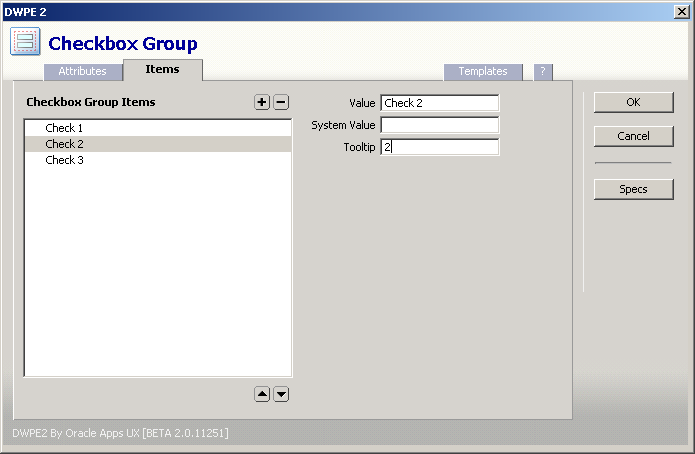 DWPE 2
Checkbox Group
Attributes
Items
Templates
?
Checkbox Group Items
Check 1
Check 2
Check 3
Value
Check 2
System Value
Tooltip
2
OK
Cancel
Specs
DWPE2 By Oracle Apps UX [BETA 2.0.11251]